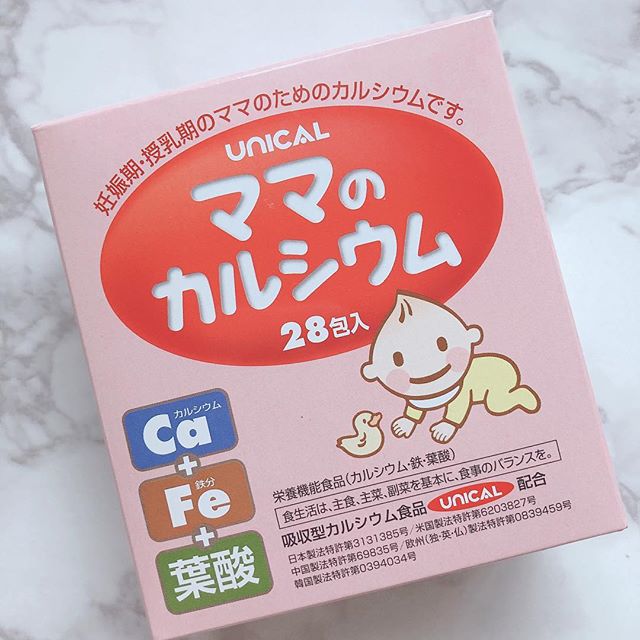 妊娠期・授乳期のママのためのカルシウムです。
UNICAL
ママの
カルシウム
28包入
カルシウム
Ca
+
鉄分
Fe
+
葉酸
栄養機能食品(カルシウム・鉄・葉酸)
食生活は、主食、主菜、副菜を基本に、食事のバランスを。
吸収型カルシウム食品 UNICAL 配合
日本製法特許第3131385号/米国製法特許第6203827号
中国製法特許第69835号/欧州(独・英・仏)製法特許第0839459号
韓国製法特許第0394034号